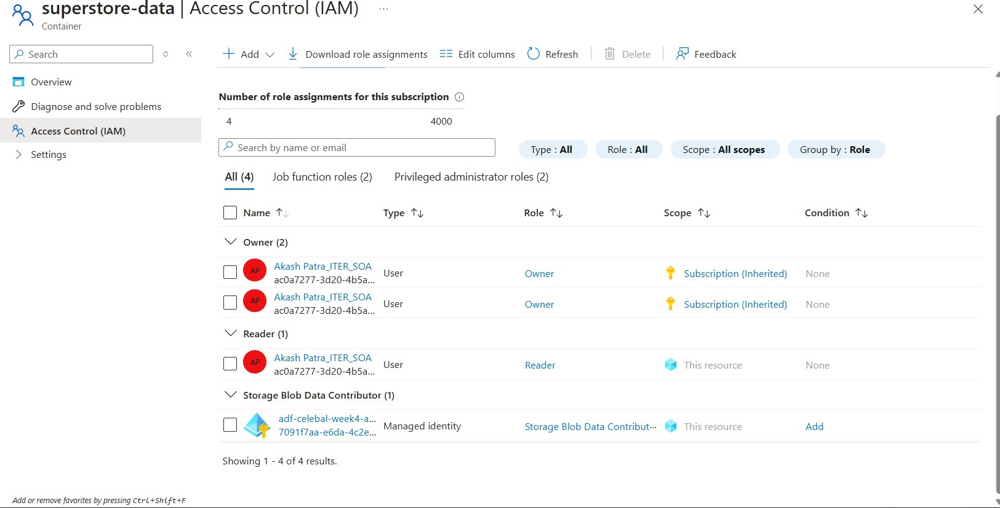 superstore-data | Access Control (IAM) ...
Container
Search
Add
Download role assignments
Edit columns
Refresh
Delete
Feedback
Overview
Diagnose and solve problems
Access Control (IAM)
Settings
Number of role assignments for this subscription
4 4000
Search by name or email
Type : All
Role : All
Scope : All scopes
Group by : Role
All (4)
Job function roles (2)
Privileged administrator roles (2)
Name Type Role Scope Condition
Owner (2)
AP Akash Patra_ITER_SOA
ac0a7277-3d20-4b5a...
User Owner Subscription (Inherited) None
AP Akash Patra_ITER_SOA
ac0a7277-3d20-4b5a...
User Owner Subscription (Inherited) None
Reader (1)
AP Akash Patra_ITER_SOA
ac0a7277-3d20-4b5a...
User Reader This resource None
Storage Blob Data Contributor (1)
adf-celebal-week4-a...
7091f7aa-e6da-4c2e...
Managed identity Storage Blob Data Contribut... This resource Add
Showing 1 - 4 of 4 results.
Add or remove favorites by pressing Ctrl+Shift+F